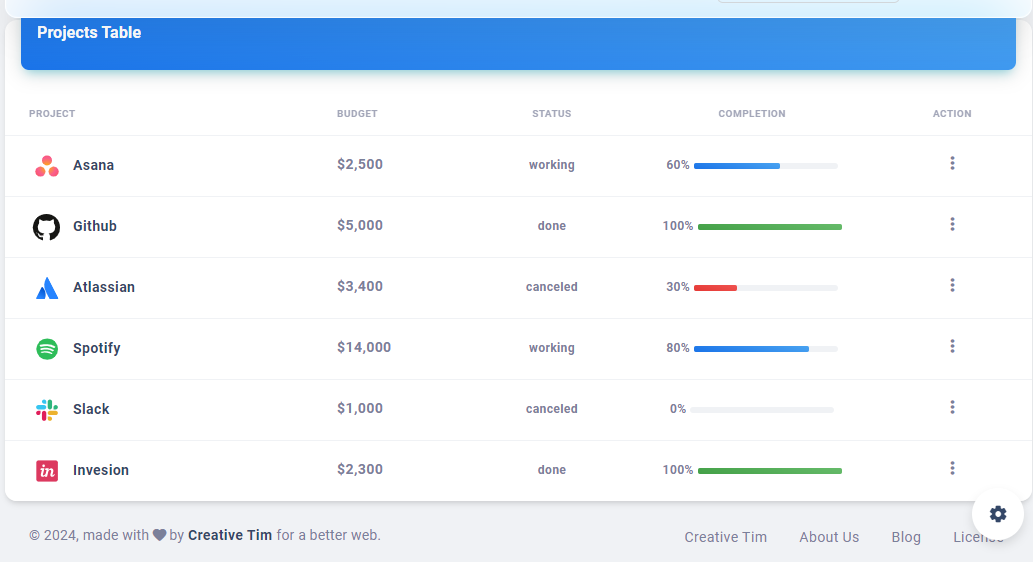 Projects Table
PROJECT BUDGET STATUS COMPLETION ACTION
Asana $2,500 working 60%
Github $5,000 done 100%
Atlassian $3,400 canceled 30%
Spotify $14,000 working 80%
Slack $1,000 canceled 0%
in Invesion $2,300 done 100%
© 2024, made with by Creative Tim for a better web.
Creative Tim About Us Blog License